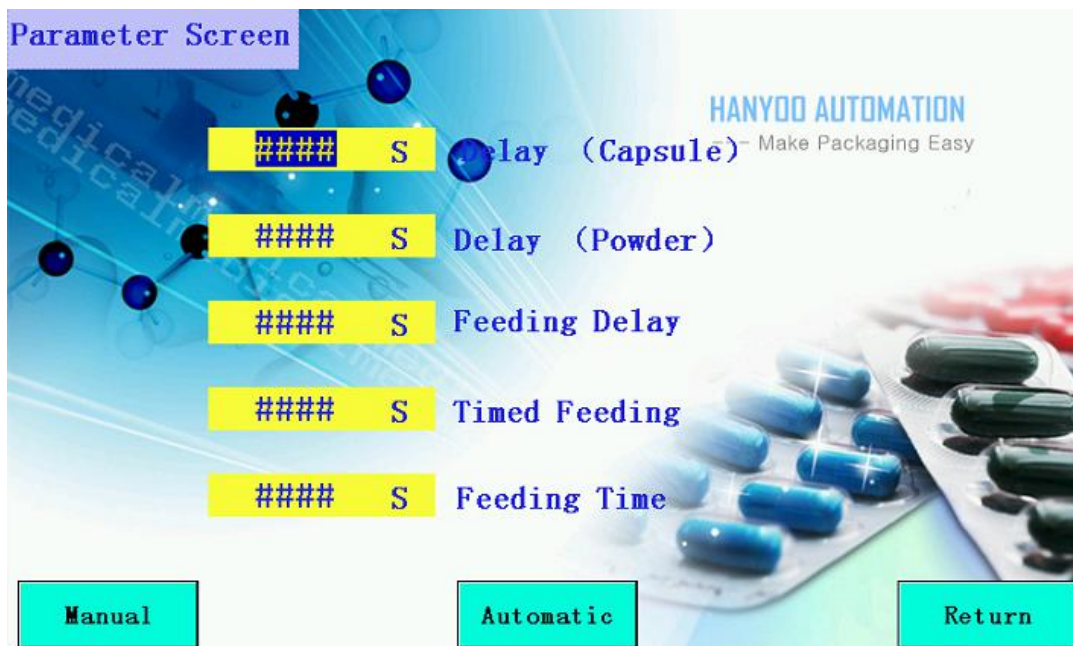 Parameter Screen
HANYOO AUTOMATION
--- Make Packaging Easy
#### S Delay （Capsule）
#### S Delay （Powder）
#### S Feeding Delay
#### S Timed Feeding
#### S Feeding Time
Manual
Automatic
Return